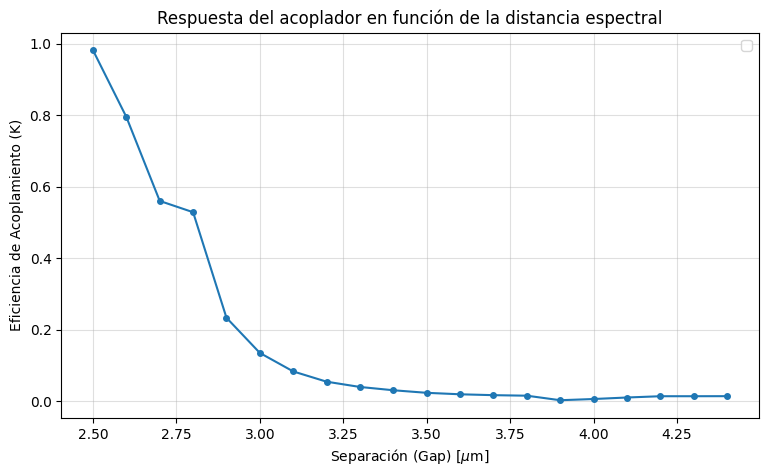 Respuesta del acoplador en función de la distancia espectral
Eficiencia de Acoplamiento (K)
1.0
0.8
0.6
0.4
0.2
0.0
2.50 2.75 3.00 3.25 3.50 3.75 4.00 4.25
Separación (Gap) [μm]